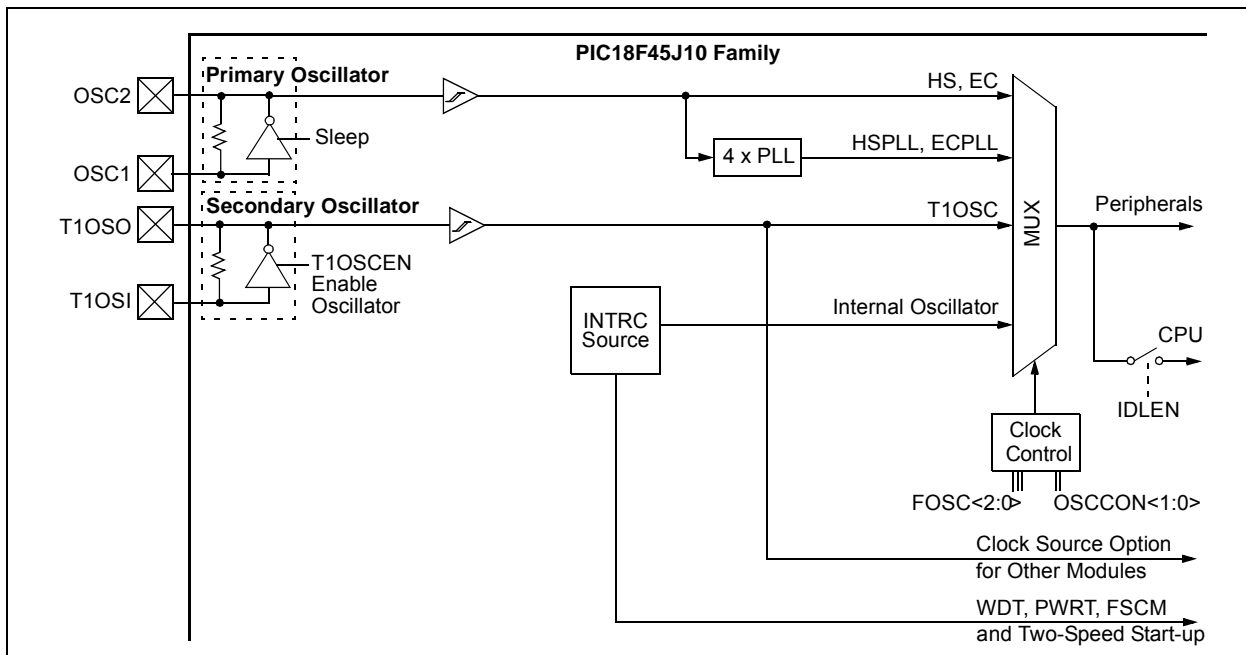 PIC18F45J10 Family
Primary Oscillator
OSC2
HS, EC
Sleep
4 x PLL
HSPLL, ECPLL
OSC1
Secondary Oscillator
T1OSO
T1OSC
MUX
Peripherals
T1OSCEN
Enable
Oscillator
T1OSI
INTRC
Source
Internal Oscillator
CPU
IDLEN
Clock
Control
FOSC<2:0>
OSCCON<1:0>
Clock Source Option
for Other Modules
WDT, PWRT, FSCM
and Two-Speed Start-up